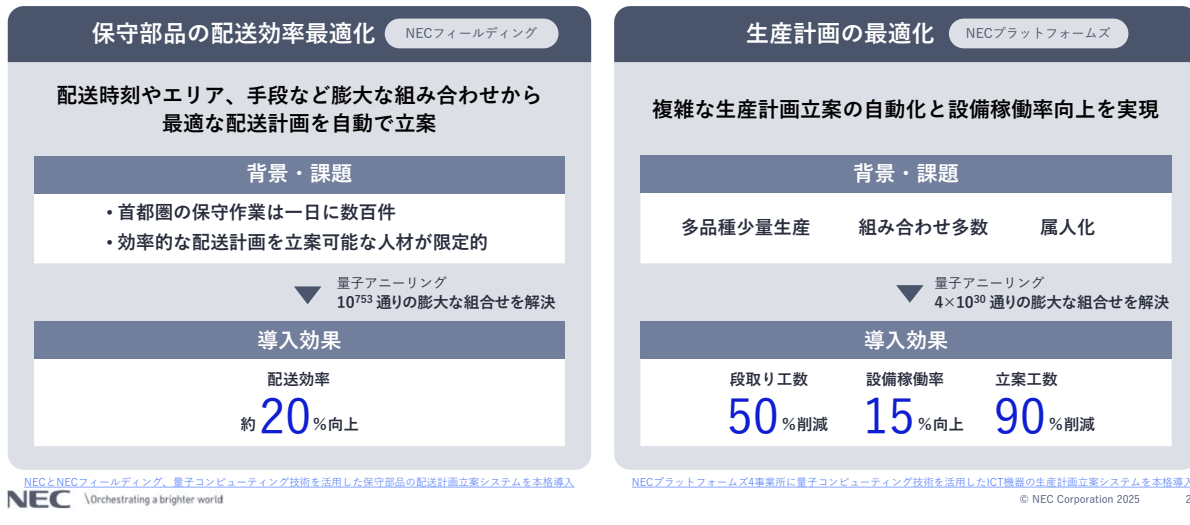 保守部品の配送効率最適化 NECフィールディング
配送時刻やエリア、手段など膨大な組み合わせから
最適な配送計画を自動で立案
背景・課題
・首都圏の保守作業は一日に数百件
・効率的な配送計画を立案可能な人材が限定的
量子アニーリング
10⁷⁵³ 通りの膨大な組合せを解決
導入効果
配送効率
約20%向上
NECとNECフィールディング、量子コンピューティング技術を活用した保守部品の配送計画立案システムを本格導入
生産計画の最適化 NECプラットフォームズ
複雑な生産計画立案の自動化と設備稼働率向上を実現
背景・課題
多品種少量生産 組み合わせ多数 属人化
量子アニーリング
4×10³⁰ 通りの膨大な組合せを解決
導入効果
段取り工数 設備稼働率 立案工数
50%削減 15%向上 90%削減
NECプラットフォームズ4事業所に量子コンピューティング技術を活用したICT機器の生産計画立案システムを本格導入
NEC \Orchestrating a brighter world
© NEC Corporation 2025 2